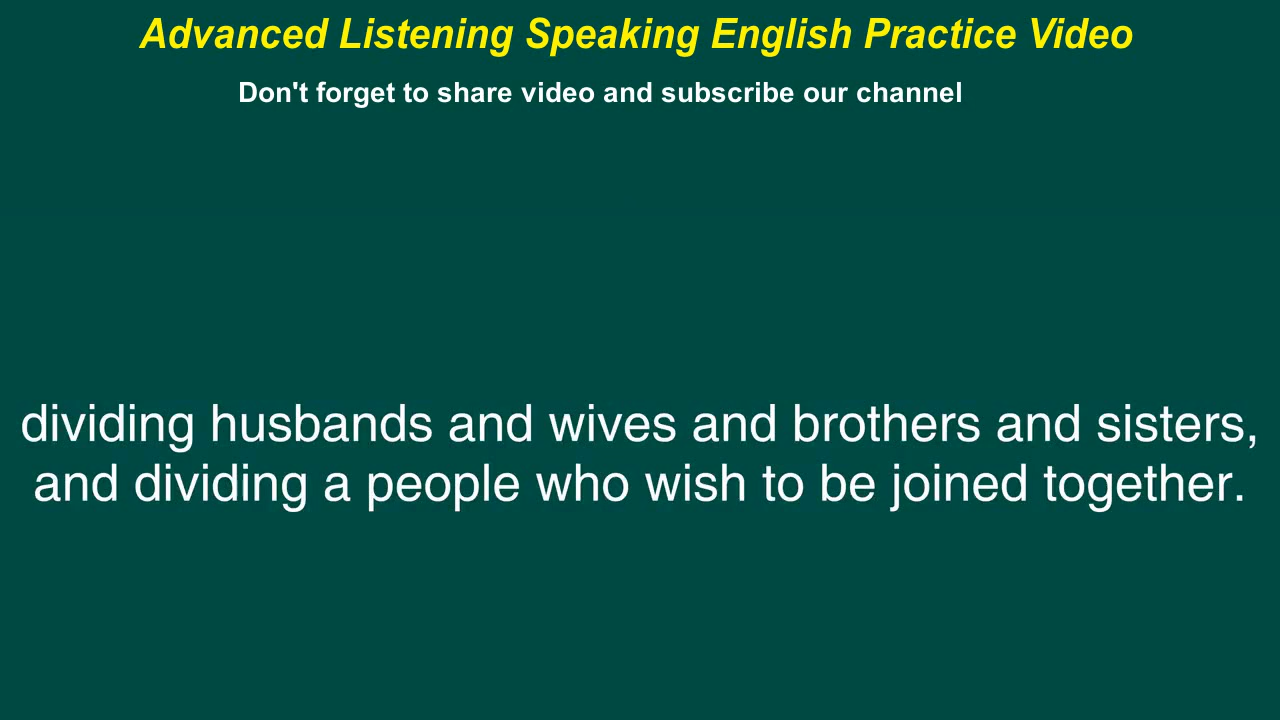 Advanced Listening Speaking English Practice Video
Don't forget to share video and subscribe our channel
dividing husbands and wives and brothers and sisters,
and dividing a people who wish to be joined together.